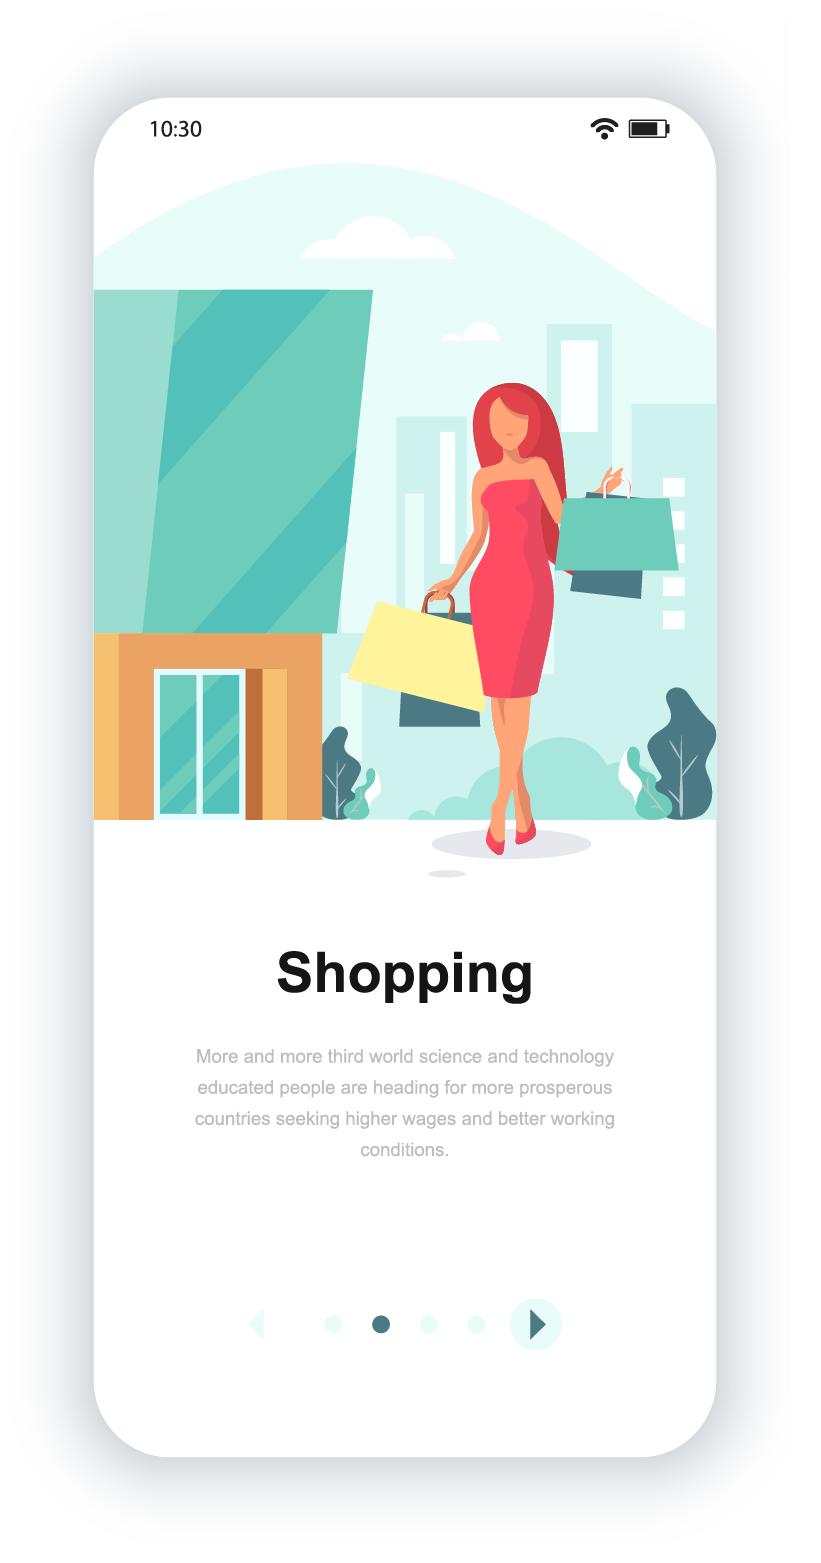 10:30
Shopping
More and more third world science and technology
educated people are heading for more prosperous
countries seeking higher wages and better working
conditions.